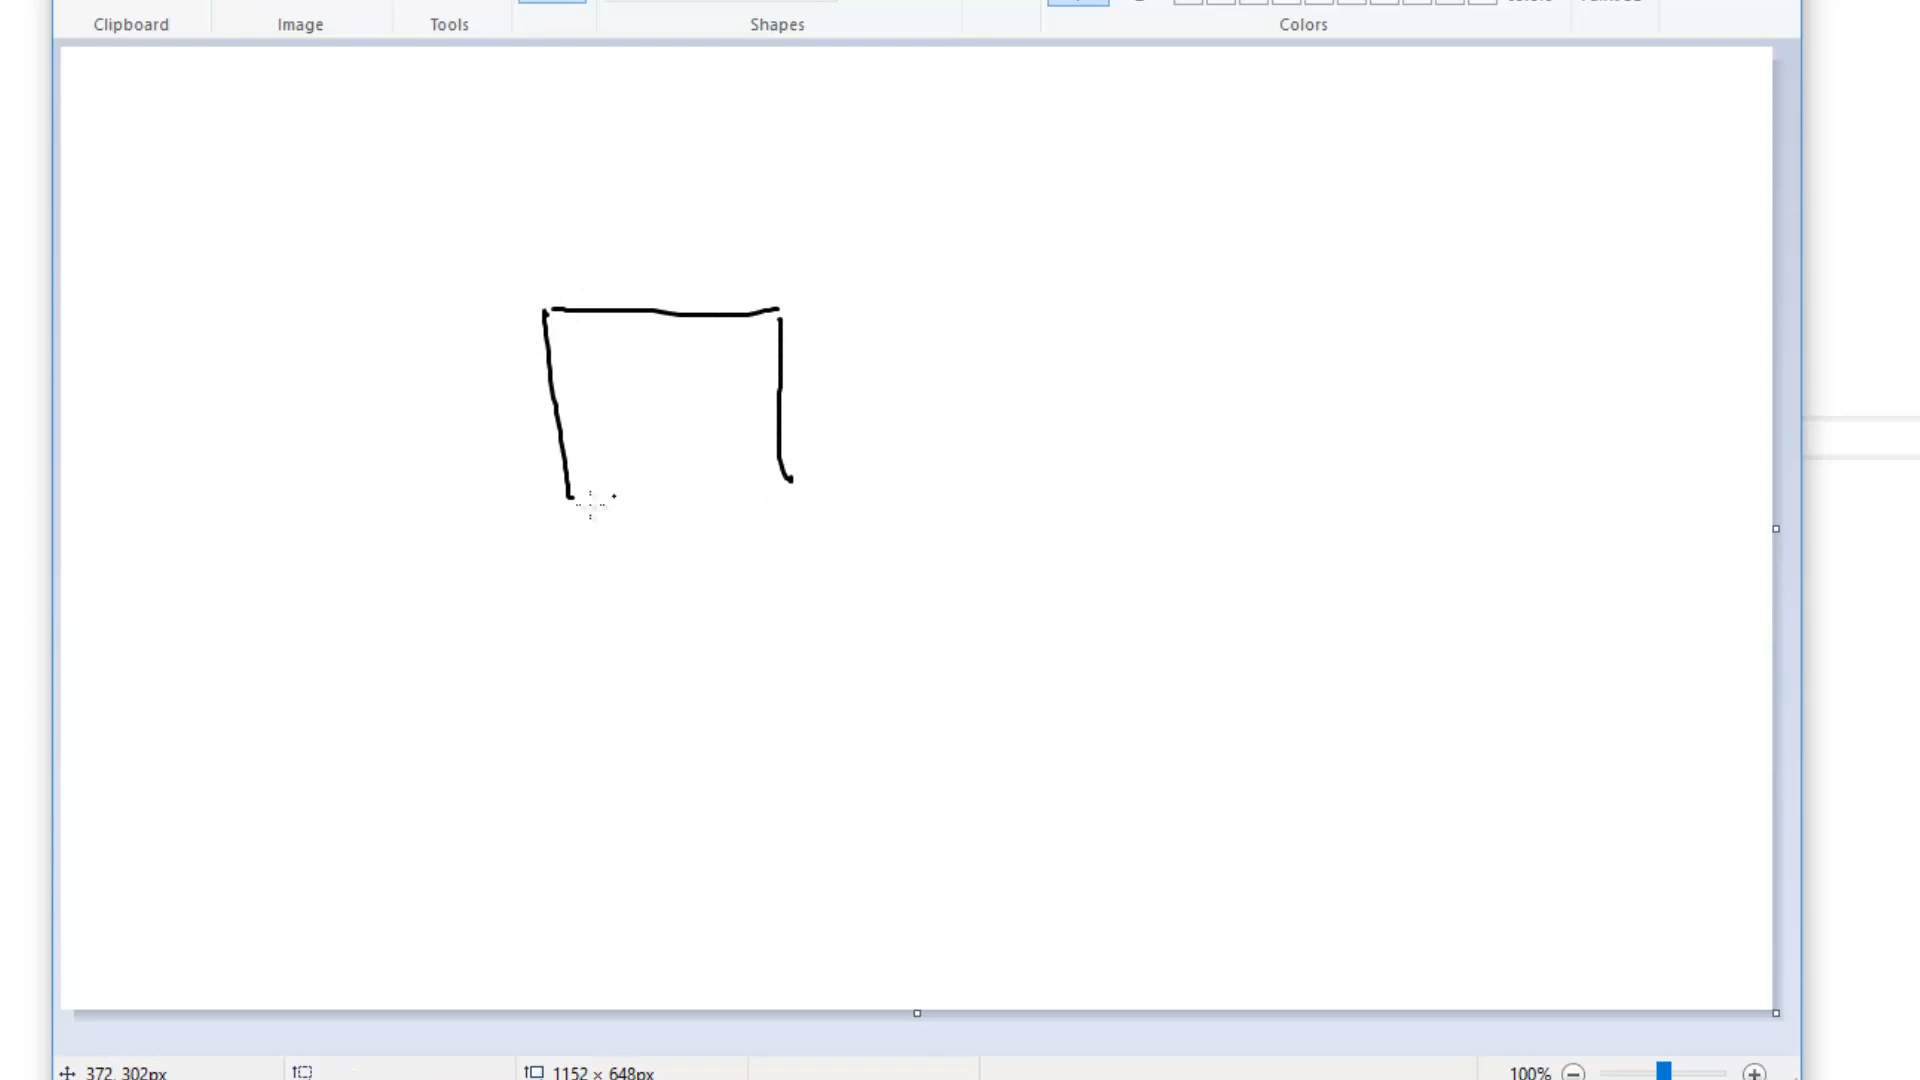 Clipboard Image Tools Shapes Colors
372, 302px 1152 × 648px 100%